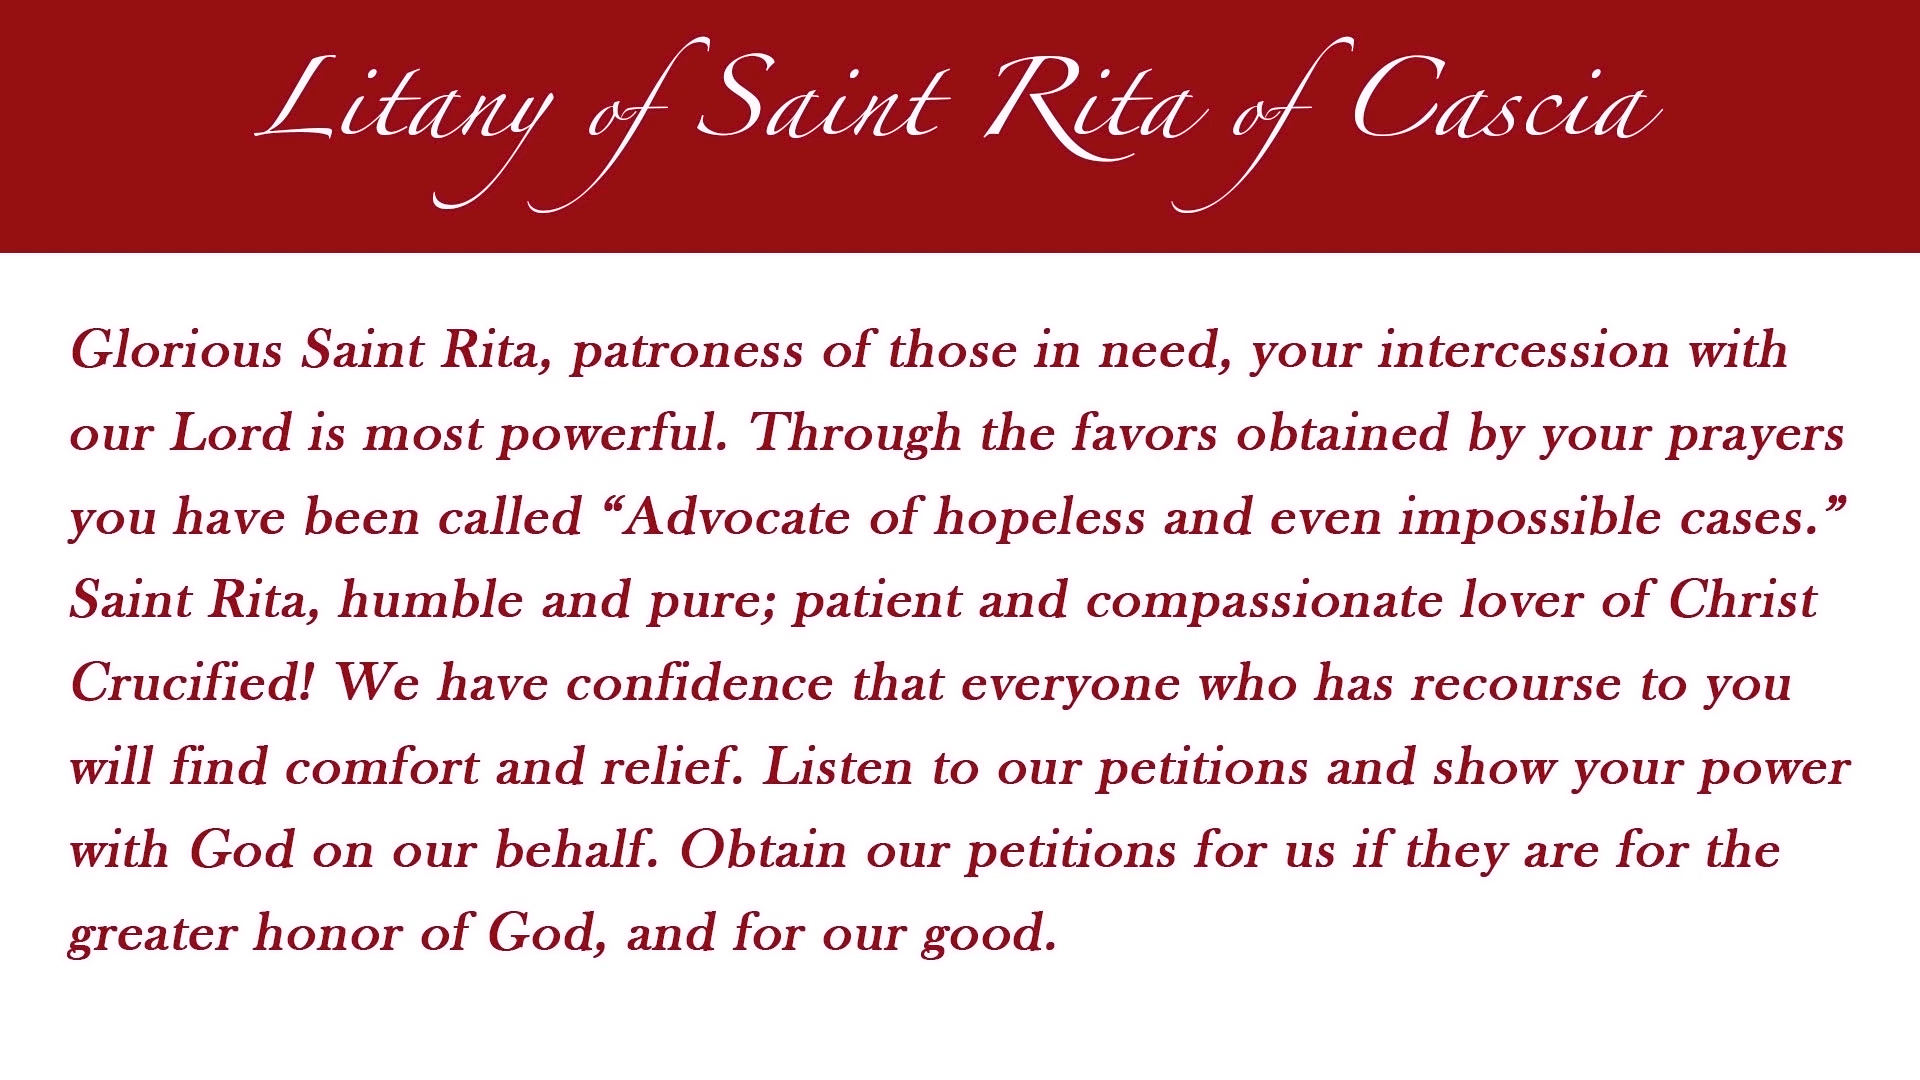 Litany of Saint Rita of Cascia
Glorious Saint Rita, patroness of those in need, your intercession with
our Lord is most powerful. Through the favors obtained by your prayers
you have been called “Advocate of hopeless and even impossible cases.”
Saint Rita, humble and pure; patient and compassionate lover of Christ
Crucified! We have confidence that everyone who has recourse to you
will find comfort and relief. Listen to our petitions and show your power
with God on our behalf. Obtain our petitions for us if they are for the
greater honor of God, and for our good.